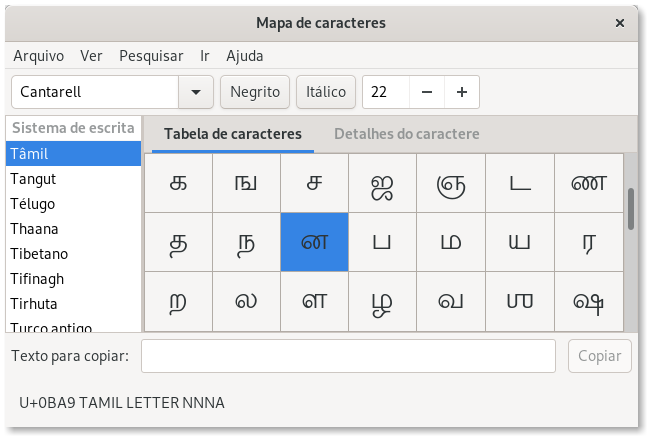 Mapa de caracteres ×
Arquivo Ver Pesquisar Ir Ajuda
Cantarell Negrito Itálico 22 − +
Sistema de escrita
Tâmil
Tangut
Télugo
Thaana
Tibetano
Tifinagh
Tirhuta
Turco antigo
Tabela de caracteres Detalhes do caractere
க ங ச ஜ ஞ ட ண
த ந ன ப ம ய ர
ற ல ள ழ வ ஶ ஷ
Texto para copiar: Copiar
U+0BA9 TAMIL LETTER NNNA